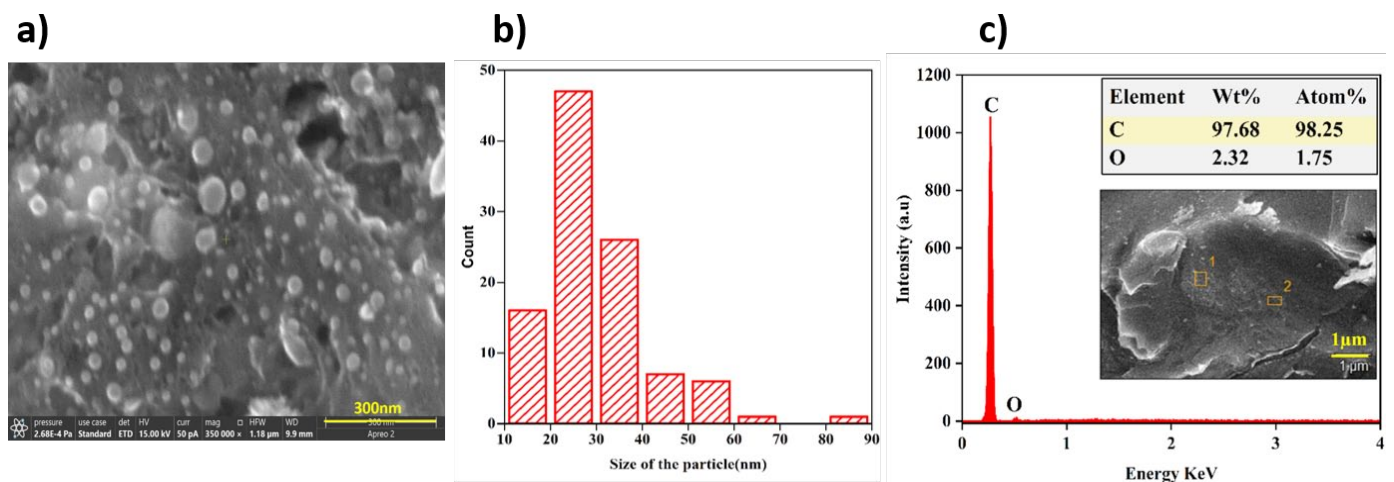 a)
300nm
300 nm
pressure use case det HV curr mag HFW WD
2.68E-4 Pa Standard ETD 15.00 kV 50 pA 350 000 × 1.18 µm 9.9 mm Apreo 2
b)
50
40
30
20
10
0
Count
10 20 30 40 50 60 70 80 90
Size of the particle(nm)
c)
1200
1000
800
600
400
200
0
Intensity (a.u)
C
O
Element Wt% Atom%
C 97.68 98.25
O 2.32 1.75
1
2
1µm
1 µm
0 1 2 3 4
Energy KeV